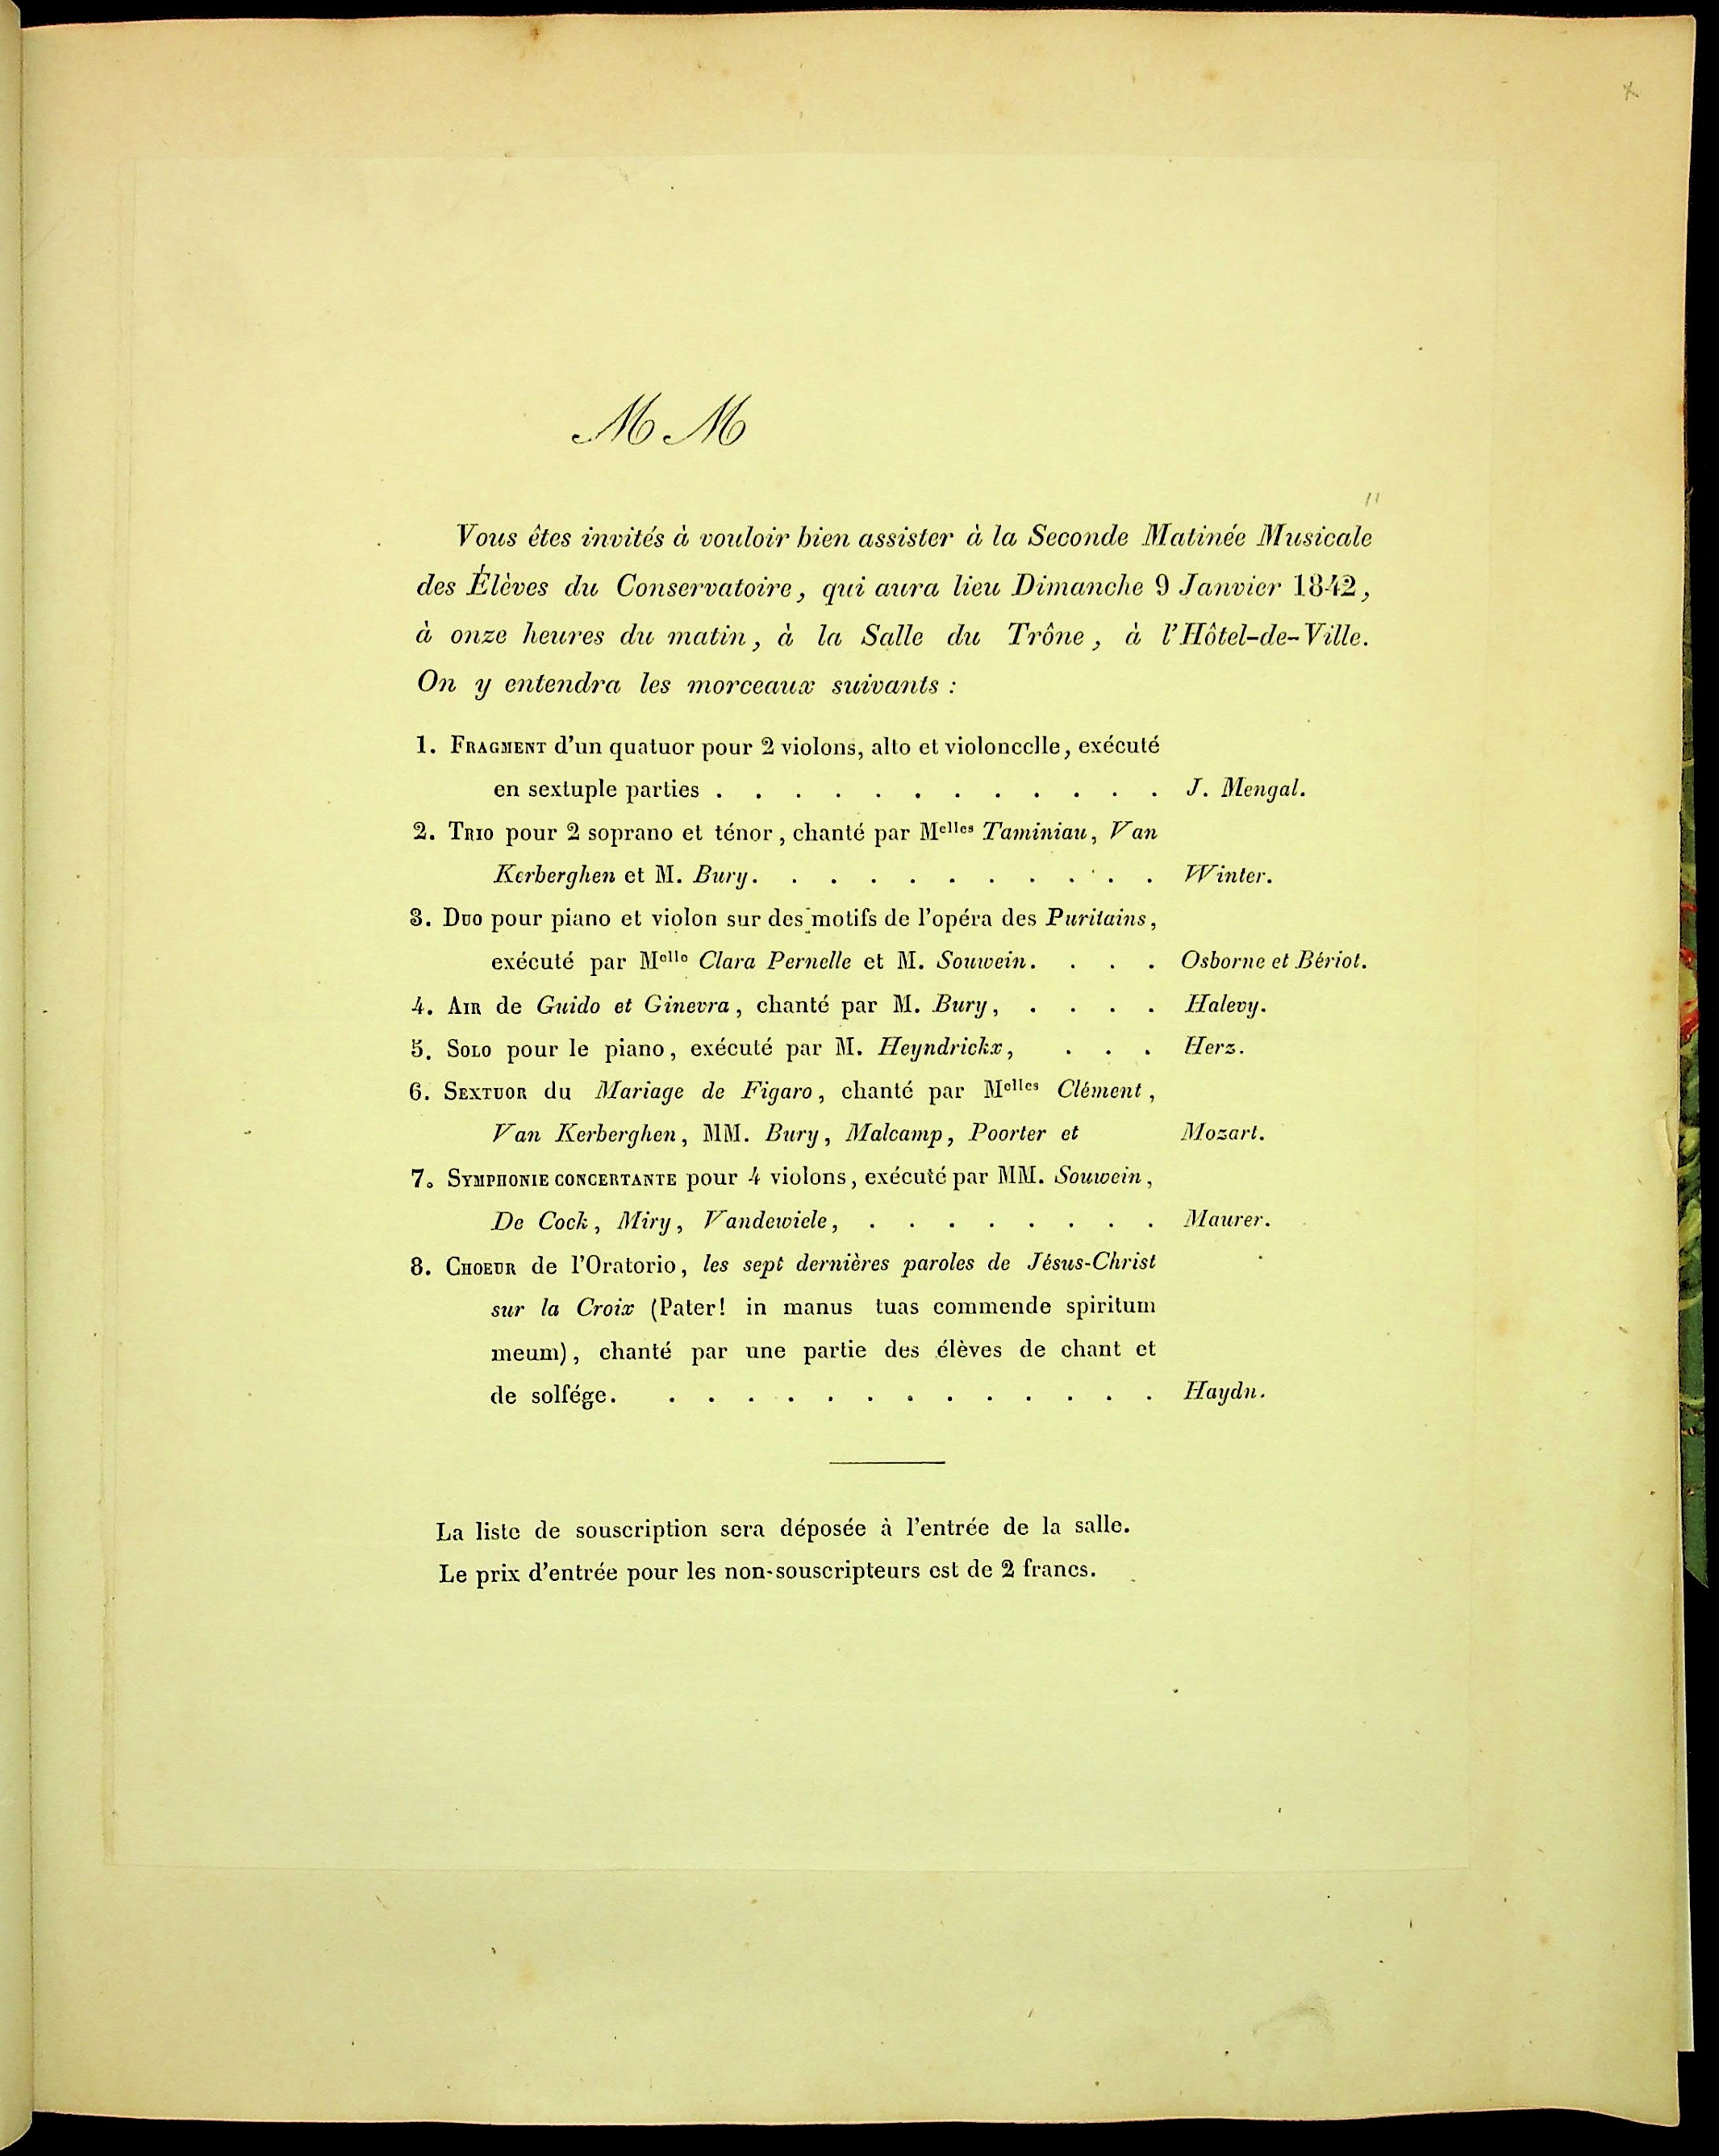 M M
Vous êtes invités à vouloir bien assister à la Seconde Matinée Musicale
des Élèves du Conservatoire, qui aura lieu Dimanche 9 Janvier 1842,
à onze heures du matin, à la Salle du Trône, à l'Hôtel-de-Ville.
On y entendra les morceaux suivants :
1. FRAGMENT d'un quatuor pour 2 violons, alto et violoncelle, exécuté
en sextuple parties . . . . . . . . . . . . J. Mengal.
2. TRIO pour 2 soprano et ténor, chanté par Melles Taminiau, Van
Kerberghen et M. Bury. . . . . . . . . . . Winter.
3. DUO pour piano et violon sur des motifs de l'opéra des Puritains,
exécuté par Melle Clara Pernelle et M. Souwein. . . . Osborne et Bériot.
4. AIR de Guido et Ginevra, chanté par M. Bury, . . . . Halevy.
5. SOLO pour le piano, exécuté par M. Heyndrickx, . . . Herz.
6. SEXTUOR du Mariage de Figaro, chanté par Melles Clément,
Van Kerberghen, MM. Bury, Malcamp, Poorter et Mozart.
7. SYMPHONIE CONCERTANTE pour 4 violons, exécuté par MM. Souwein,
De Cock, Miry, Vandewiele, . . . . . . . . Maurer.
8. CHOEUR de l'Oratorio, les sept dernières paroles de Jésus-Christ
sur la Croix (Pater! in manus tuas commende spiritum
meum), chanté par une partie des élèves de chant et
de solfége. . . . . . . . . . . . . . Haydn.
La liste de souscription sera déposée à l'entrée de la salle.
Le prix d'entrée pour les non-souscripteurs est de 2 francs.